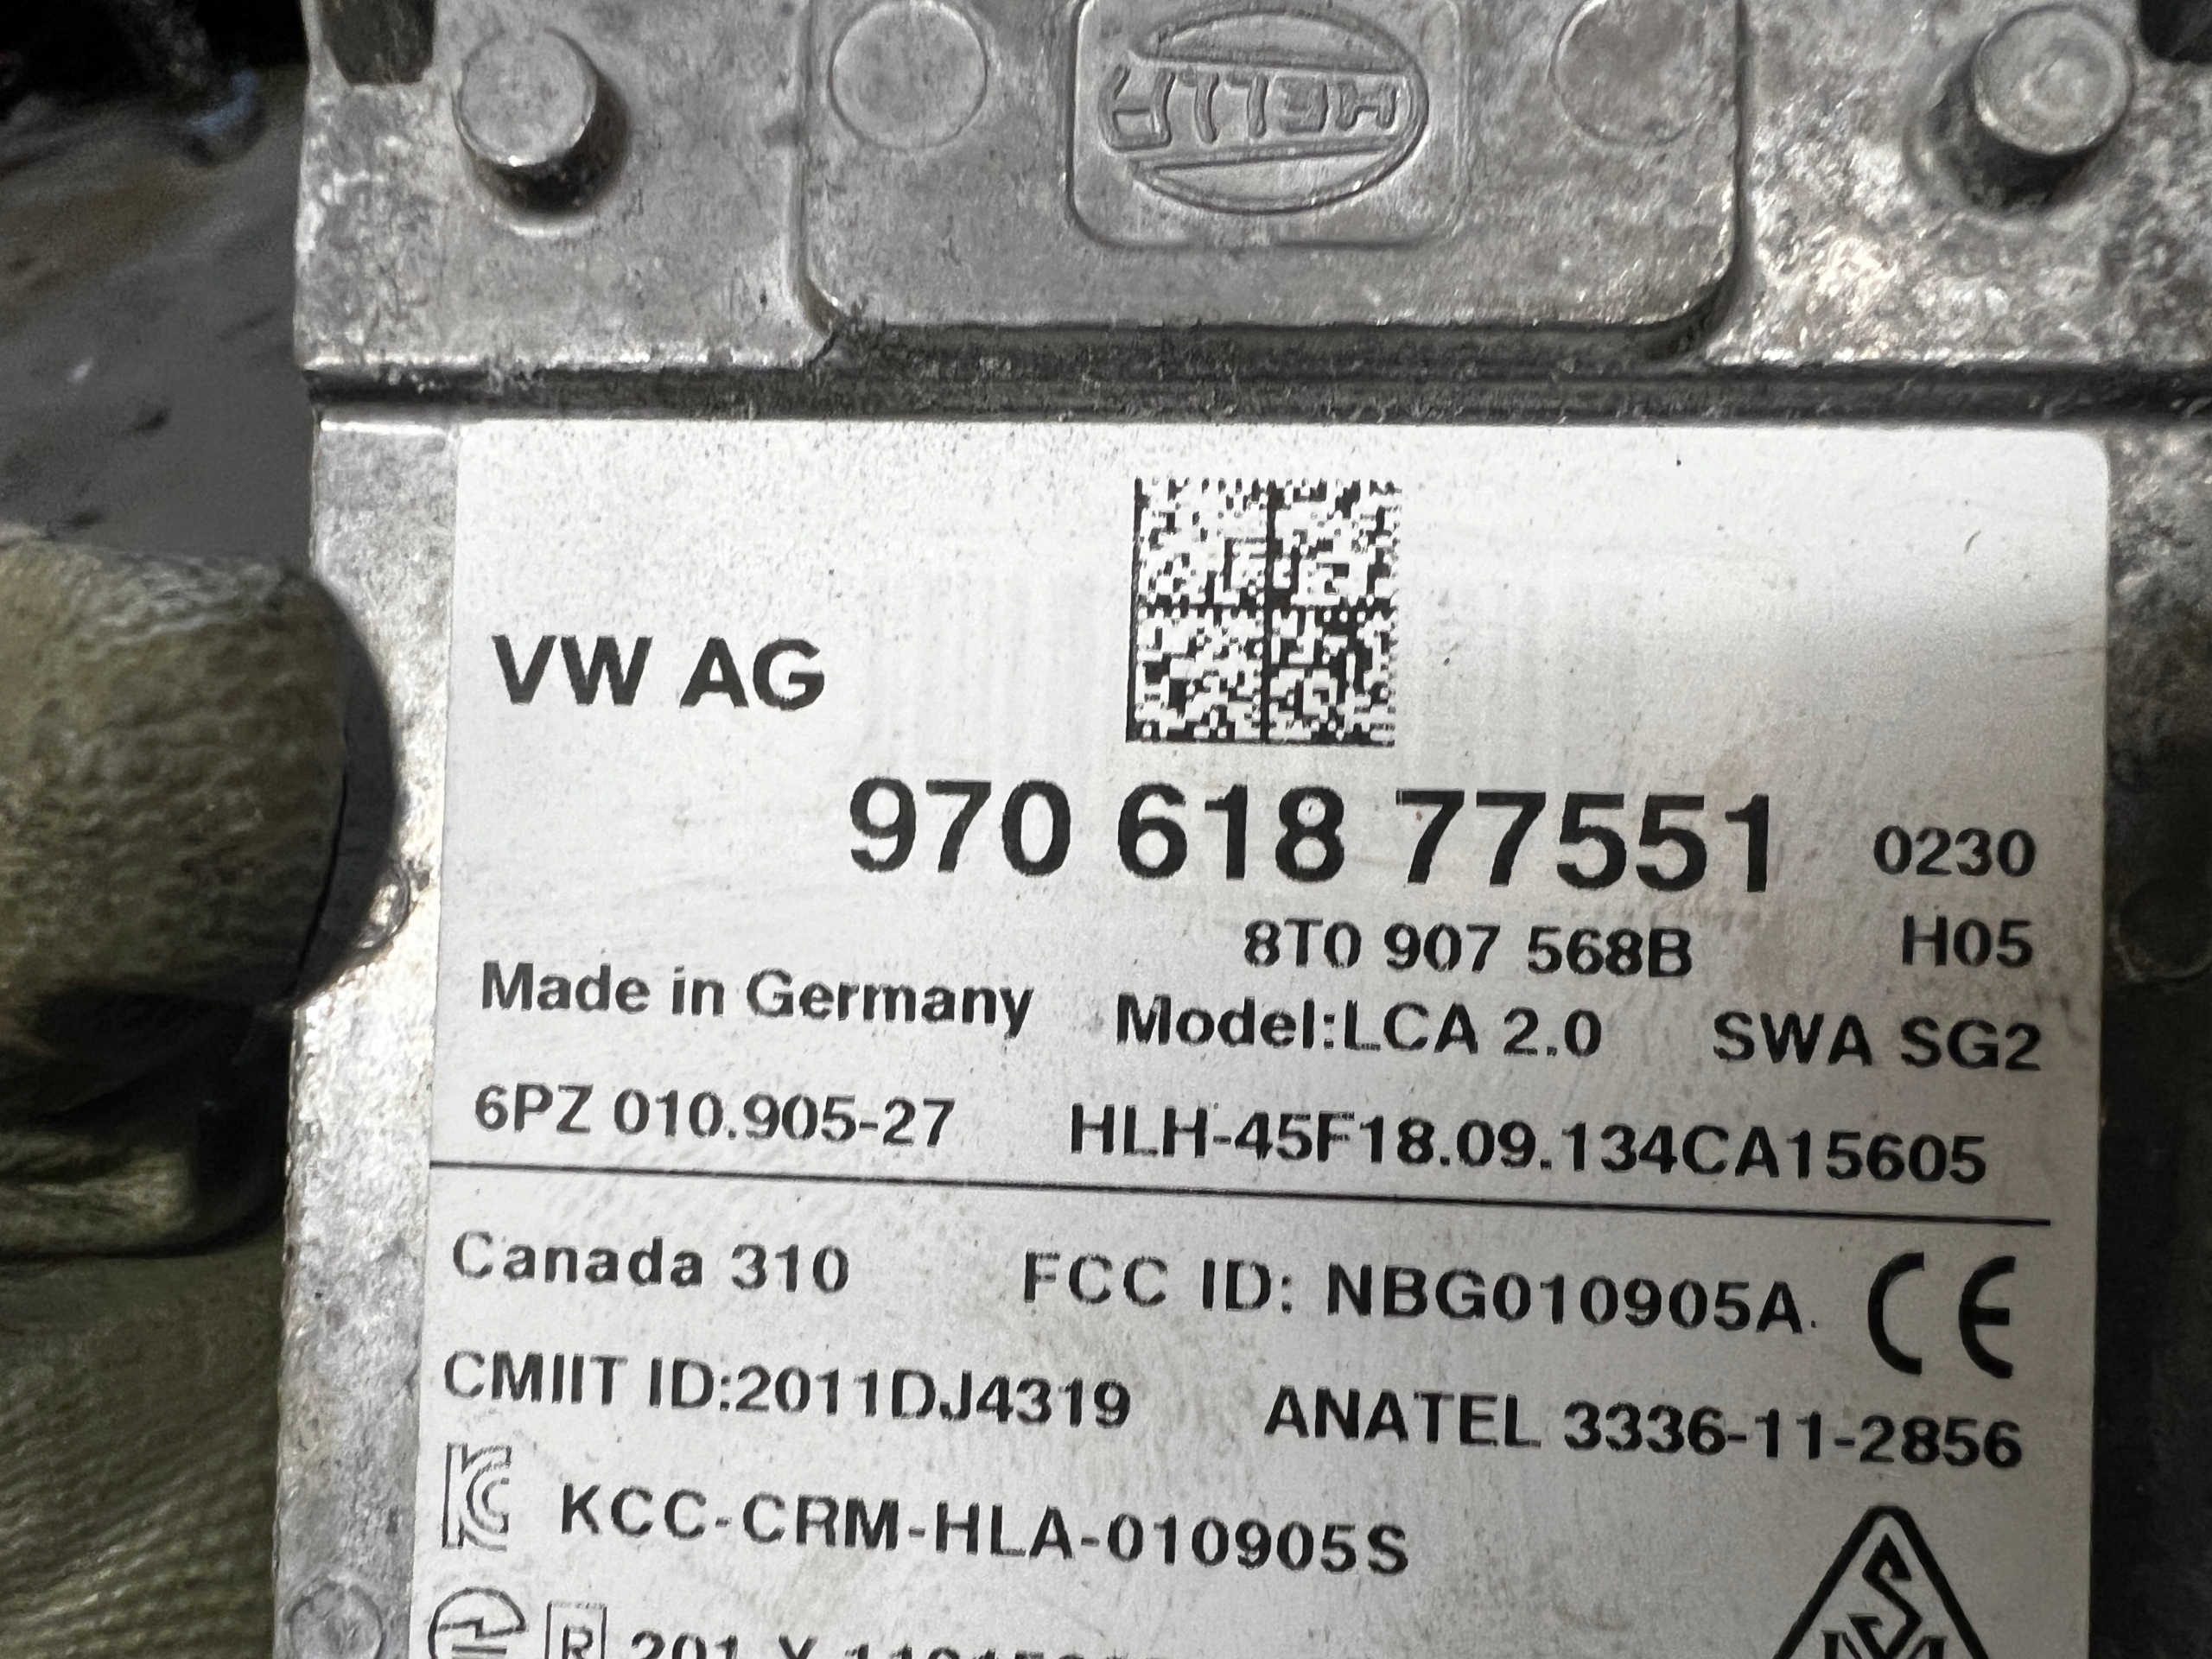 HELLA
VW AG
970 618 77551 0230
8T0 907 568B H05
Made in Germany Model:LCA 2.0 SWA SG2
6PZ 010.905-27 HLH-45F18.09.134CA15605
Canada 310 FCC ID: NBG010905A. CE
CMIIT ID:2011DJ4319 ANATEL 3336-11-2856
KCC-CRM-HLA-010905S
R 201